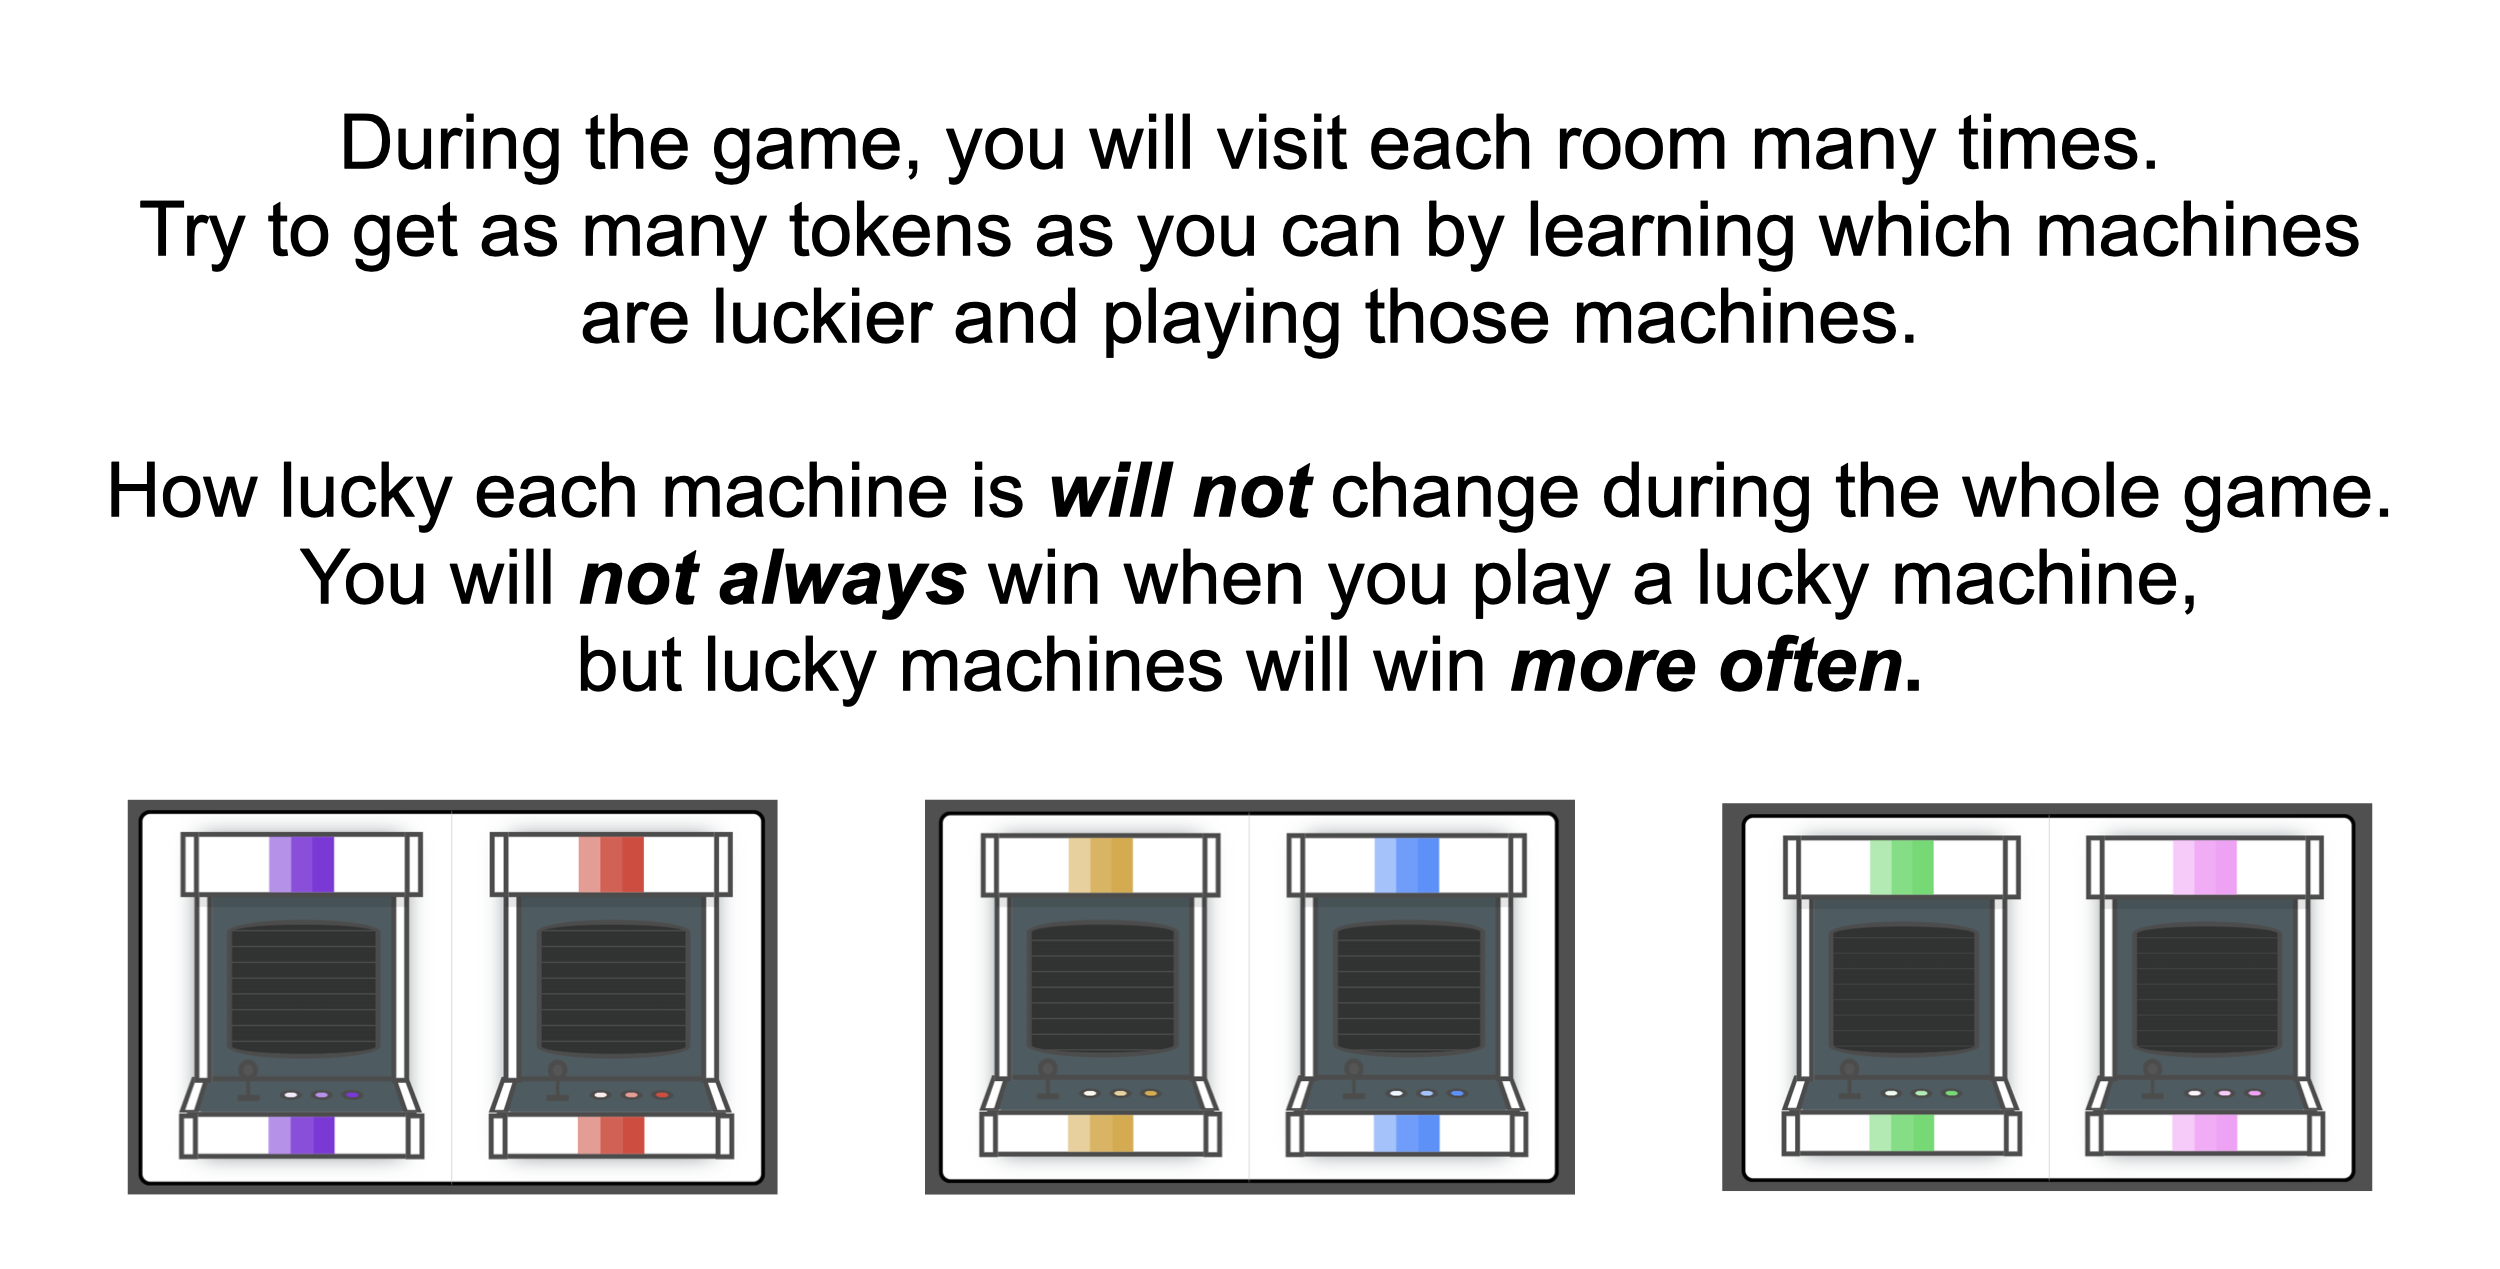 During the game, you will visit each room many times.
Try to get as many tokens as you can by learning which machines
are luckier and playing those machines.
How lucky each machine is will not change during the whole game.
You will not always win when you play a lucky machine,
but lucky machines will win more often.